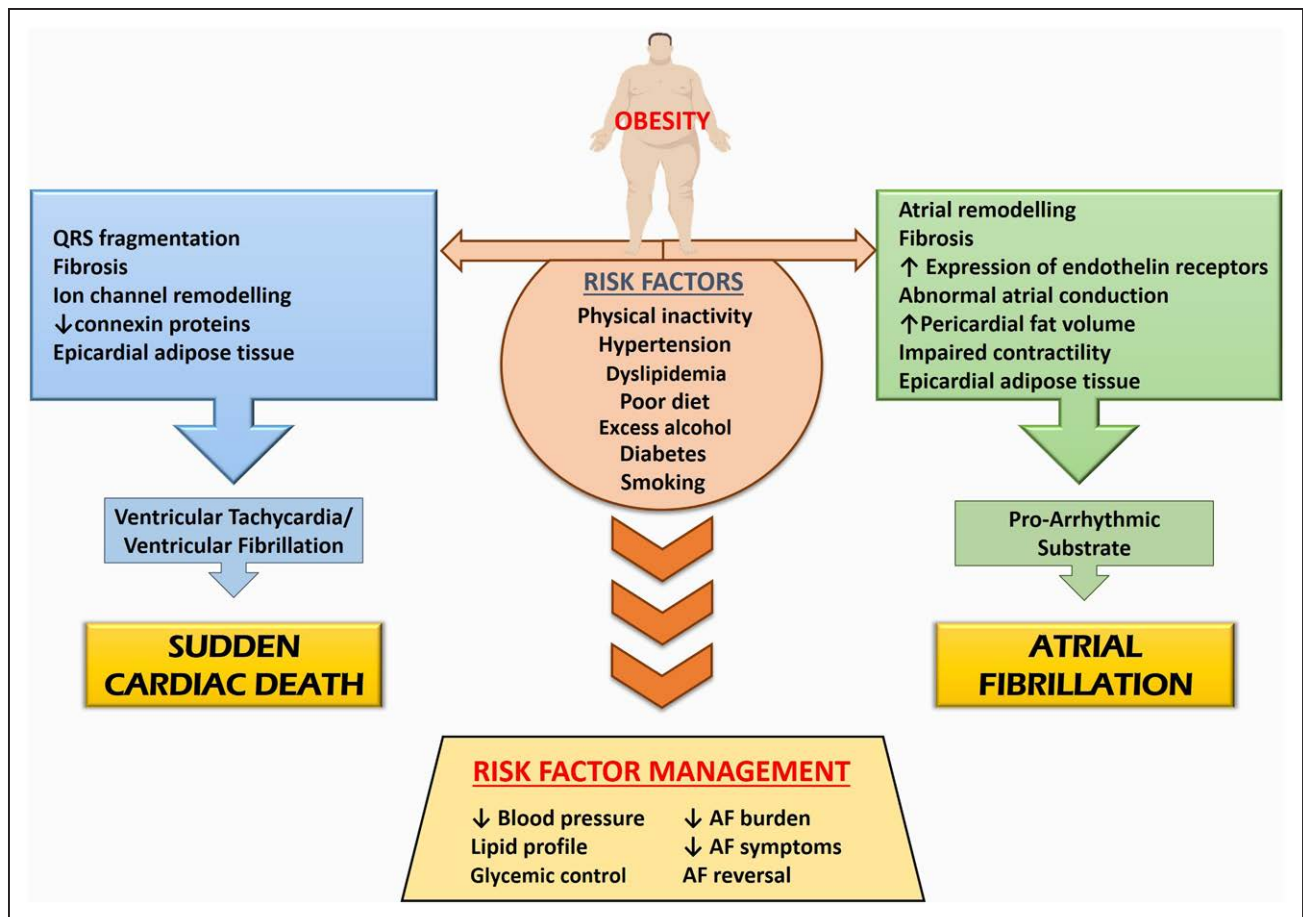 OBESITY
QRS fragmentation
Fibrosis
Ion channel remodelling
↓connexin proteins
Epicardial adipose tissue
Ventricular Tachycardia/
Ventricular Fibrillation
SUDDEN
CARDIAC DEATH
RISK FACTORS
Physical inactivity
Hypertension
Dyslipidemia
Poor diet
Excess alcohol
Diabetes
Smoking
Atrial remodelling
Fibrosis
↑ Expression of endothelin receptors
Abnormal atrial conduction
↑Pericardial fat volume
Impaired contractility
Epicardial adipose tissue
Pro-Arrhythmic
Substrate
ATRIAL
FIBRILLATION
RISK FACTOR MANAGEMENT
↓ Blood pressure
Lipid profile
Glycemic control
↓ AF burden
↓ AF symptoms
AF reversal